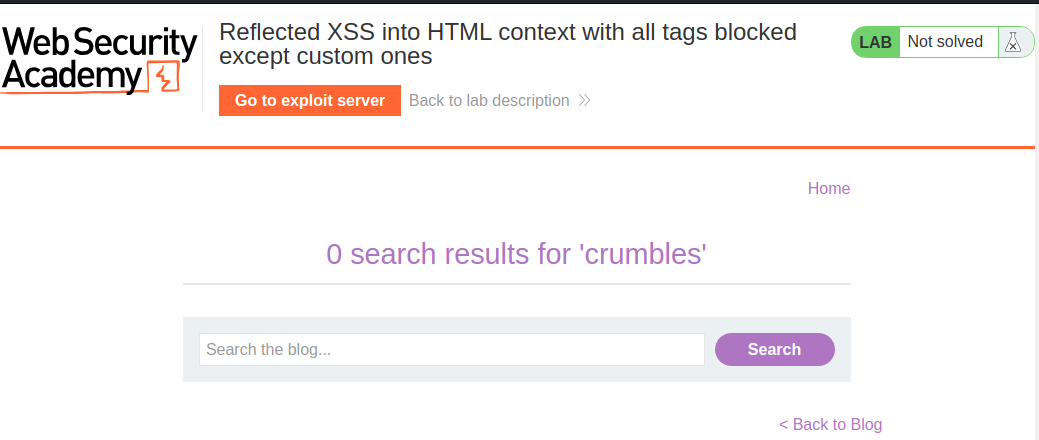 Web Security
Academy
Reflected XSS into HTML context with all tags blocked
except custom ones
LAB Not solved
Go to exploit server Back to lab description
Home
0 search results for 'crumbles'
Search the blog... Search
< Back to Blog